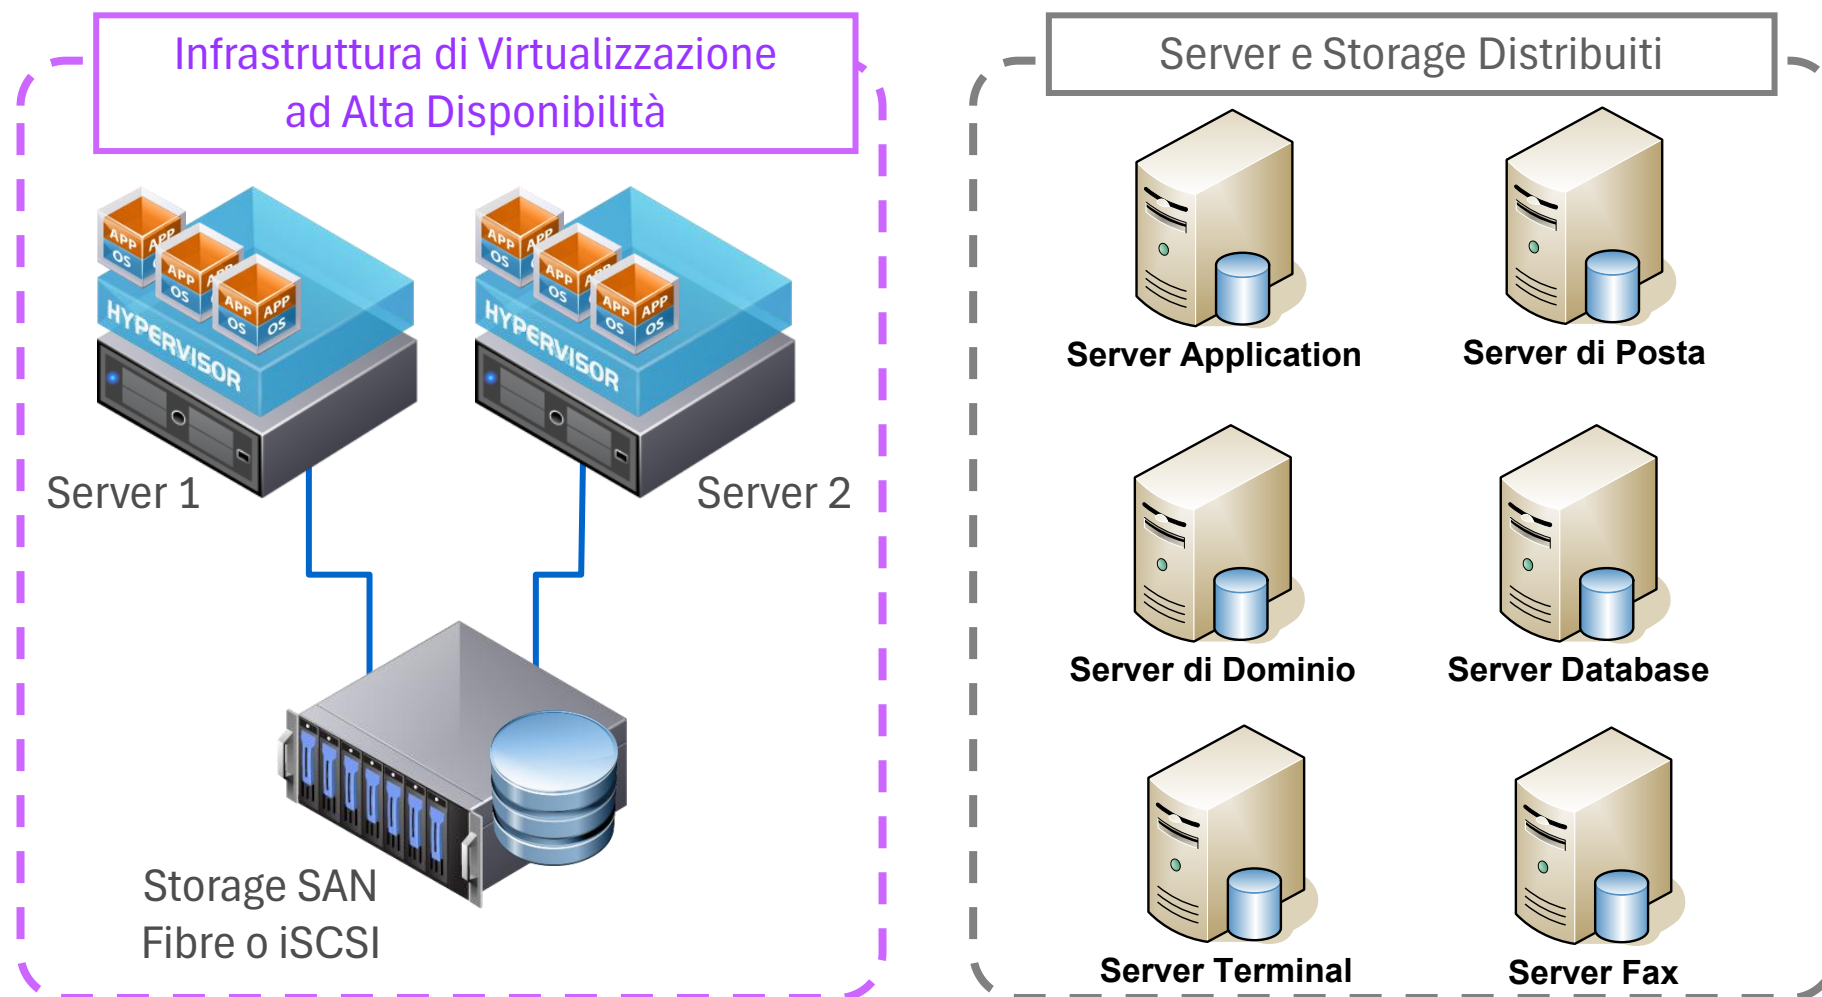 Infrastruttura di Virtualizzazione
ad Alta Disponibilità
APP
APP
OS
APP
APP
OS
APP
APP
OS
OS
HYPERVISOR
Server 1
APP
APP
OS
APP
APP
OS
APP
APP
OS
OS
HYPERVISOR
Server 2
Storage SAN
Fibre o iSCSI
Server e Storage Distribuiti
Server Application
Server di Posta
Server di Dominio
Server Database
Server Terminal
Server Fax